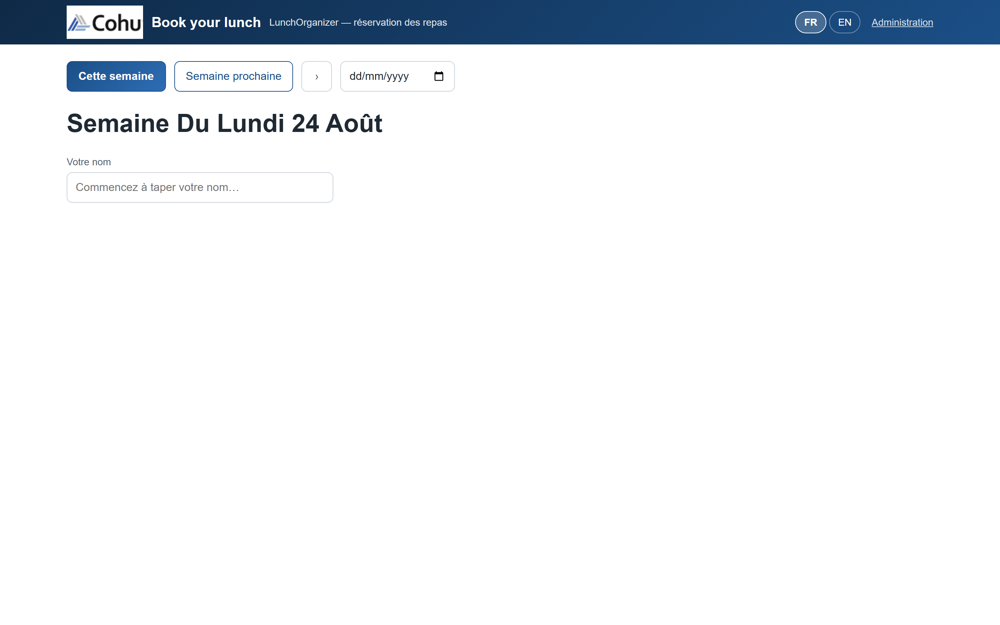 Cohu Book your lunch LunchOrganizer — réservation des repas FR EN Administration
Cette semaine Semaine prochaine › dd/mm/yyyy
Semaine Du Lundi 24 Août
Votre nom
Commencez à taper votre nom…